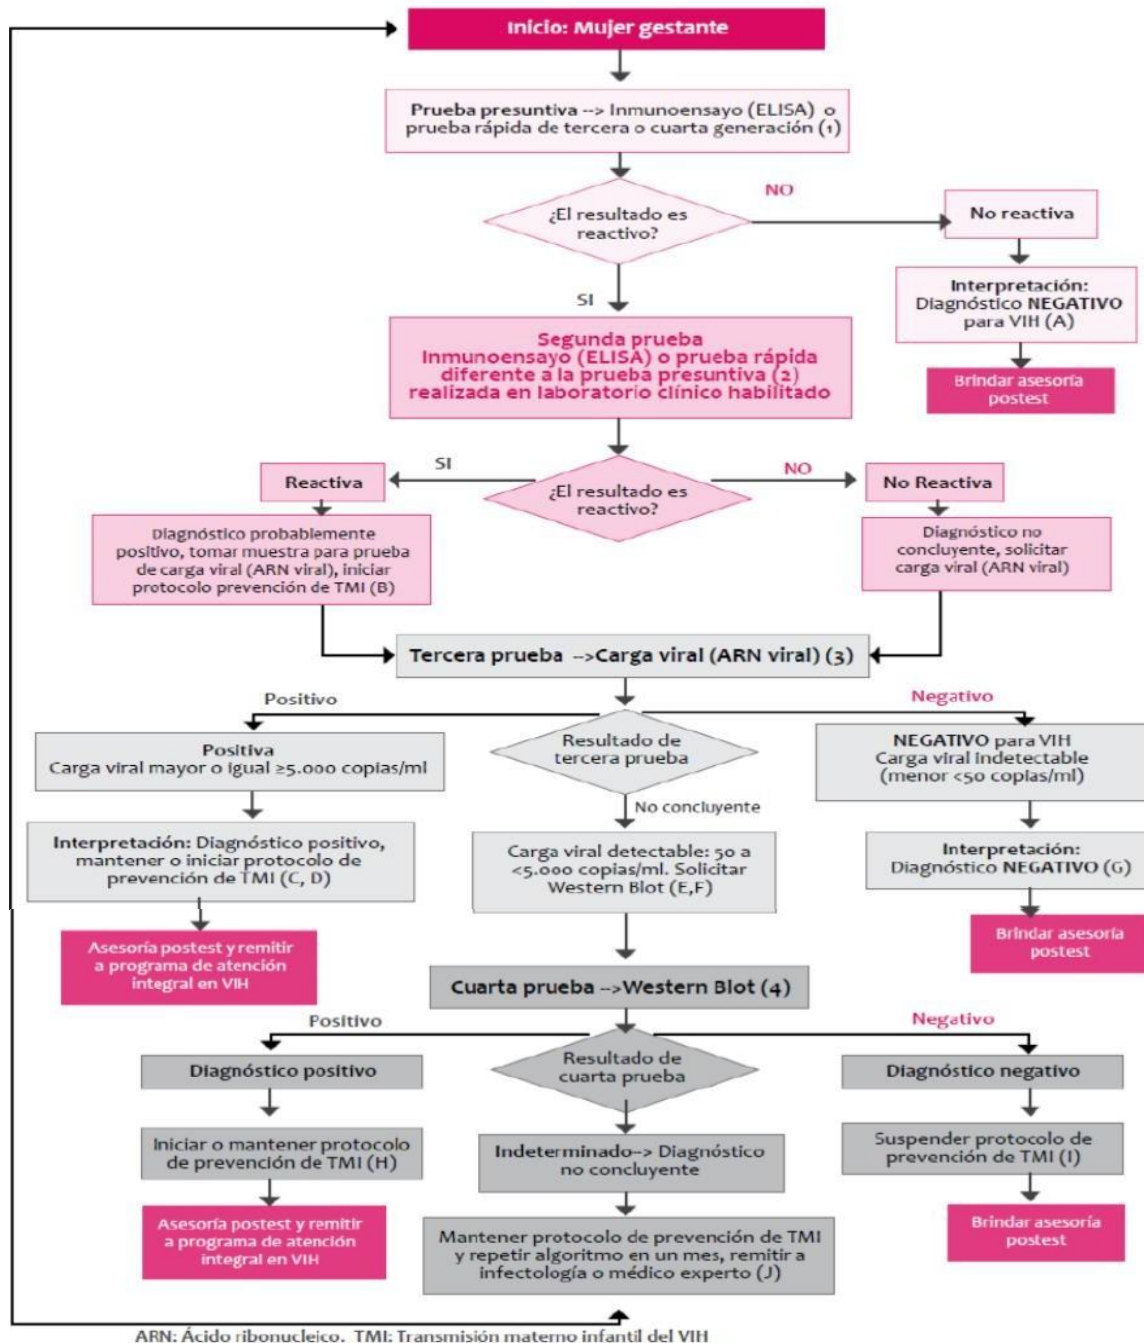 Inicio: Mujer gestante
Prueba presuntiva --> Inmunoensayo (ELISA) o
prueba rápida de tercera o cuarta generación (1)
NO
¿El resultado es
reactivo?
No reactiva
SI
Interpretación:
Diagnóstico NEGATIVO
para VIH (A)
Brindar asesoría
postest
Segunda prueba
Inmunoensayo (ELISA) o prueba rápida
diferente a la prueba presuntiva (2)
realizada en laboratorio clínico habilitado
SI
NO
Reactiva
¿El resultado es
reactivo?
No Reactiva
Diagnóstico probablemente
positivo, tomar muestra para prueba
de carga viral (ARN viral), iniciar
protocolo prevención de TMI (B)
Diagnóstico no
concluyente, solicitar
carga viral (ARN viral)
Tercera prueba -->Carga viral (ARN viral) (3)
Positivo
Negativo
Positiva
Carga viral mayor o igual ≥5.000 copias/ml
Resultado de
tercera prueba
NEGATIVO para VIH
Carga viral indetectable
(menor <50 copias/ml)
No concluyente
Interpretación: Diagnóstico positivo,
mantener o iniciar protocolo de
prevención de TMI (C, D)
Carga viral detectable: 50 a
<5.000 copias/ml. Solicitar
Western Blot (E,F)
Interpretación:
Diagnóstico NEGATIVO (G)
Asesoría postest y remitir
a programa de atención
integral en VIH
Brindar asesoría
postest
Cuarta prueba -->Western Blot (4)
Positivo
Negativo
Diagnóstico positivo
Resultado de
cuarta prueba
Diagnóstico negativo
Iniciar o mantener protocolo
de prevención de TMI (H)
Indeterminado--> Diagnóstico
no concluyente
Suspender protocolo de
prevención de TMI (I)
Asesoría postest y remitir
a programa de atención
integral en VIH
Mantener protocolo de prevención de TMI
y repetir algoritmo en un mes, remitir a
infectología o médico experto (J)
Brindar asesoría
postest
ARN: Ácido ribonucleico. TMI: Transmisión materno infantil del VIH